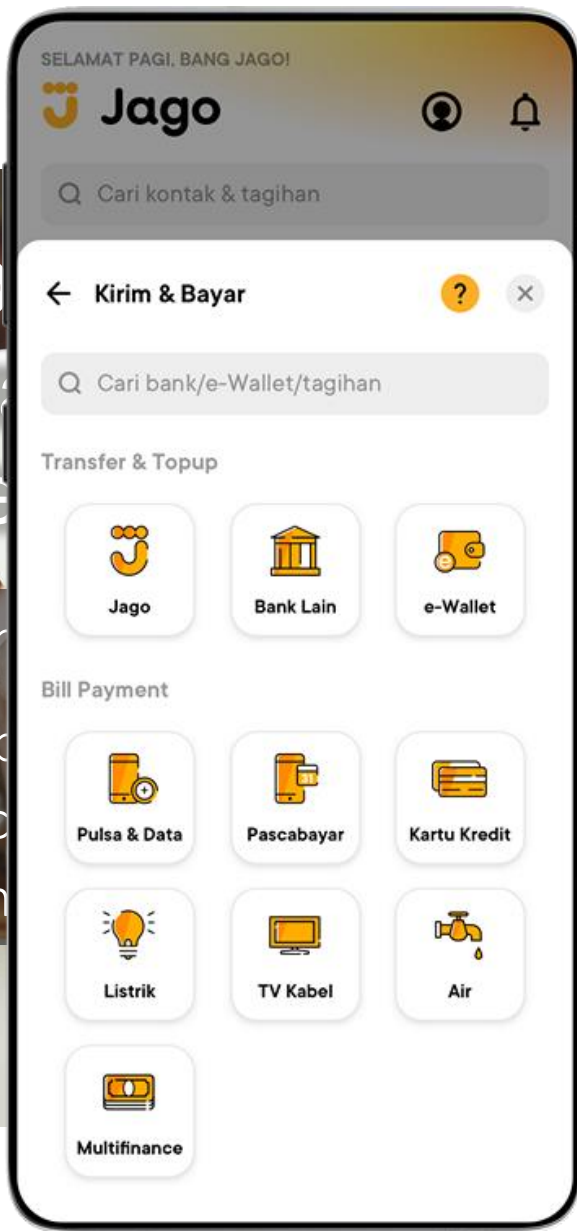 SELAMAT PAGI, BANG JAGO!
Jago
Cari kontak & tagihan
Kirim & Bayar
?
Cari bank/e-Wallet/tagihan
Transfer & Topup
Jago
Bank Lain
e-Wallet
Bill Payment
31
Pulsa & Data
Pascabayar
Kartu Kredit
Listrik
TV Kabel
Air
Multifinance